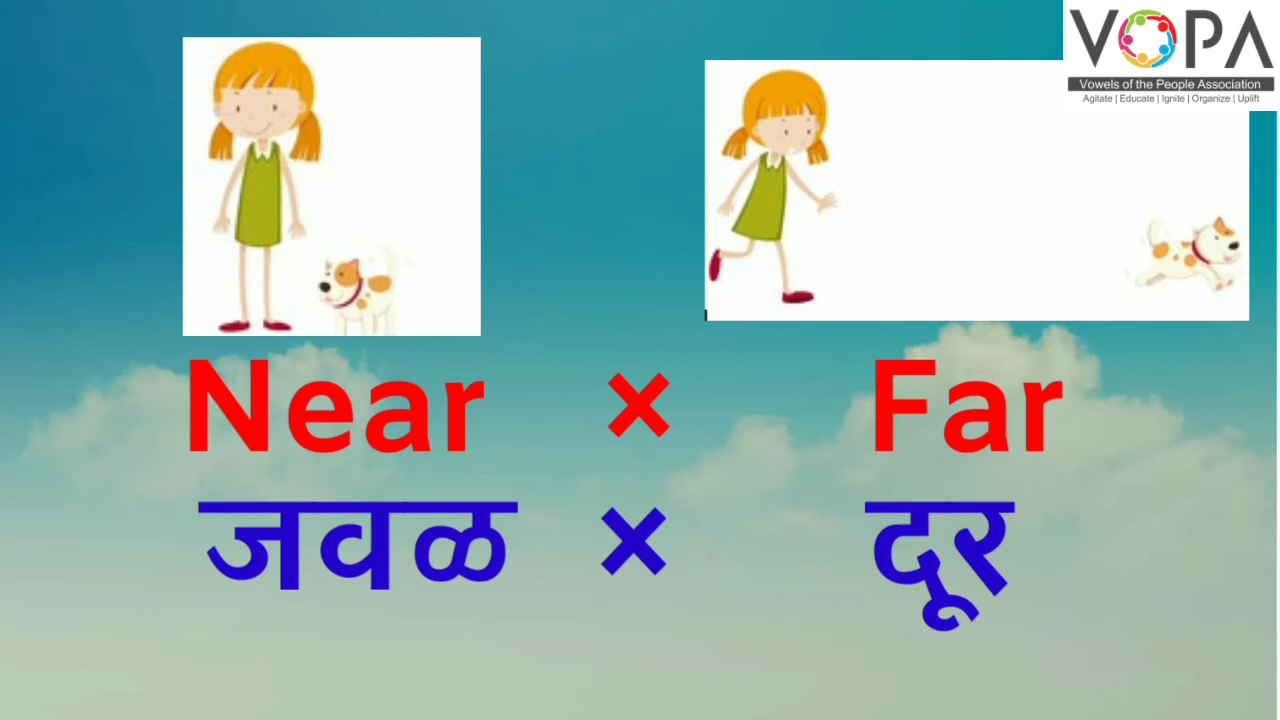 VOPA
Vowels of the People Association
Agitate | Educate | Ignite | Organize | Uplift
Near × Far
जवळ × दूर